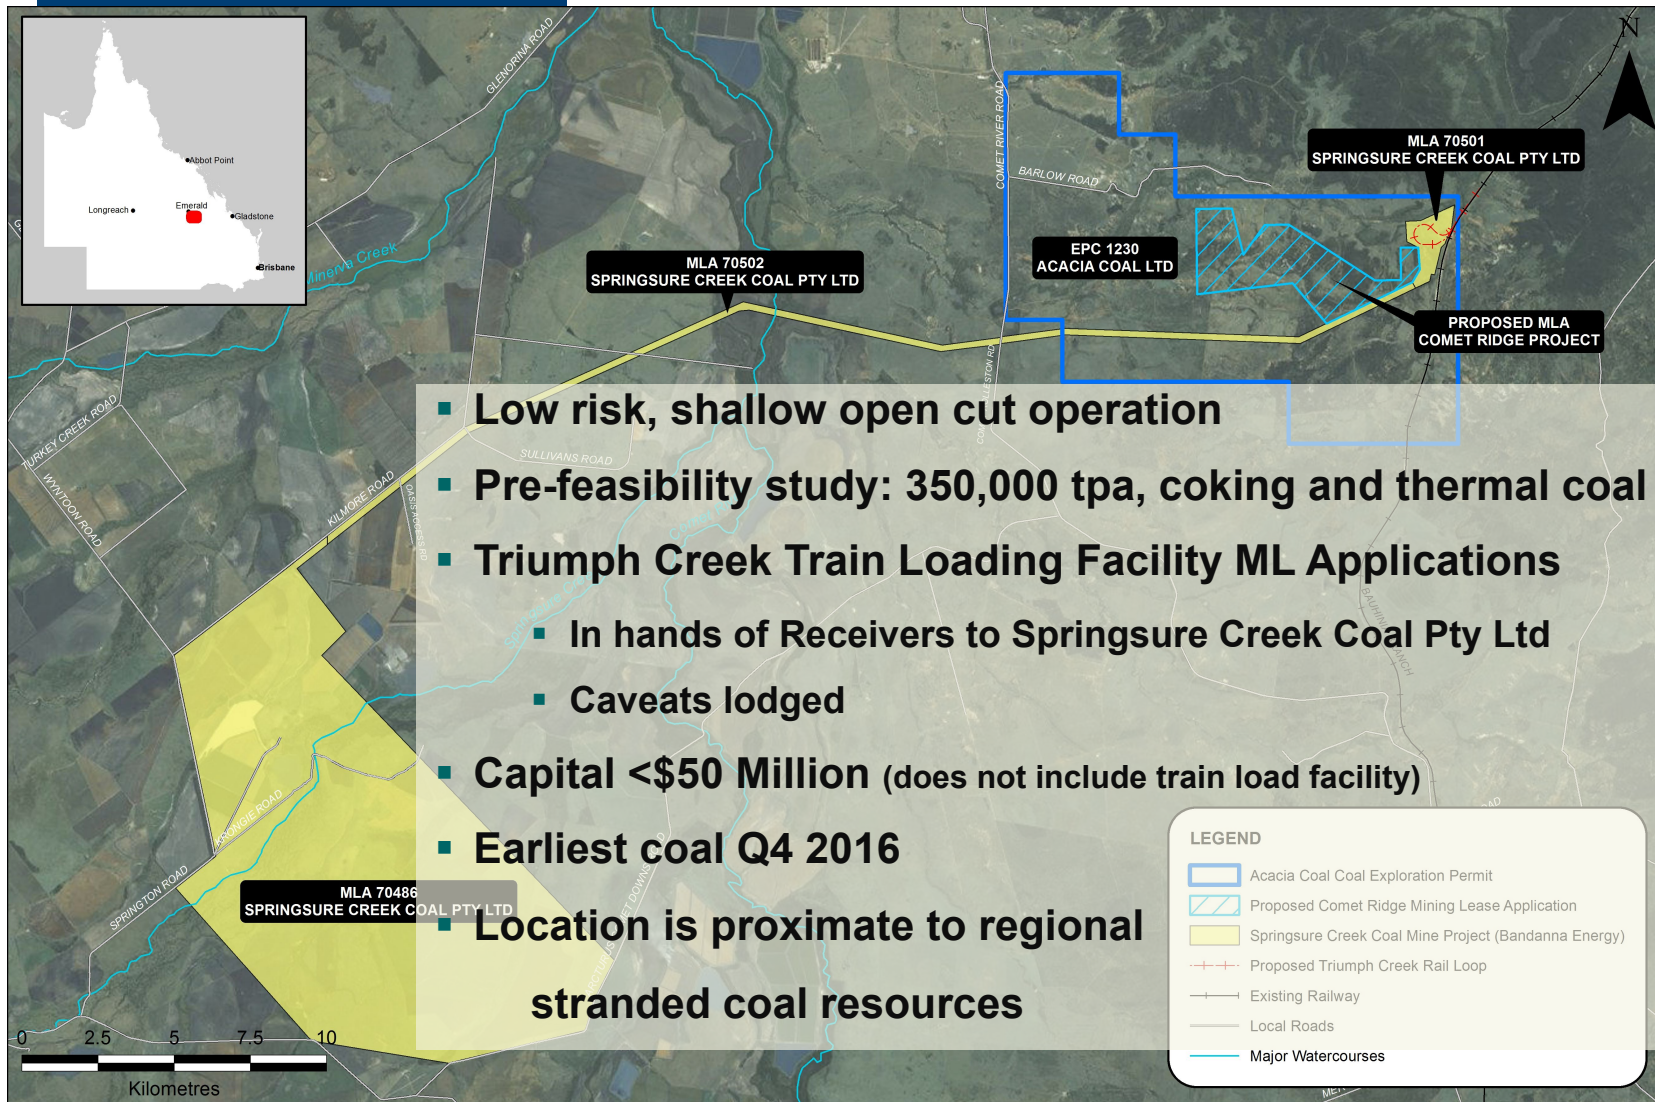 Abbot Point
Longreach
Emerald
Gladstone
Brisbane
N
GLENORINA ROAD
Minerva Creek
COMET RIVER ROAD
BARLOW ROAD
MLA 70501
SPRINGSURE CREEK COAL PTY LTD
EPC 1230
ACACIA COAL LTD
MLA 70502
SPRINGSURE CREEK COAL PTY LTD
PROPOSED MLA
COMET RIDGE PROJECT
TURKEY CREEK ROAD
WYNTOON ROAD
KILMORE ROAD
SULLIVANS ROAD
OASIS ACCESS RD
▪ Low risk, shallow open cut operation
▪ Pre-feasibility study: 350,000 tpa, coking and thermal coal
▪ Triumph Creek Train Loading Facility ML Applications
▪ In hands of Receivers to Springsure Creek Coal Pty Ltd
▪ Caveats lodged
▪ Capital <$50 Million (does not include train load facility)
▪ Earliest coal Q4 2016
▪ Location is proximate to regional
stranded coal resources
ARONGIE ROAD
SPRINGTON ROAD
MLA 70486
SPRINGSURE CREEK COAL PTY LTD
LEGEND
Acacia Coal Coal Exploration Permit
Proposed Comet Ridge Mining Lease Application
Springsure Creek Coal Mine Project (Bandanna Energy)
Proposed Triumph Creek Rail Loop
Existing Railway
Local Roads
Major Watercourses
0 2.5 5 7.5 10
Kilometres